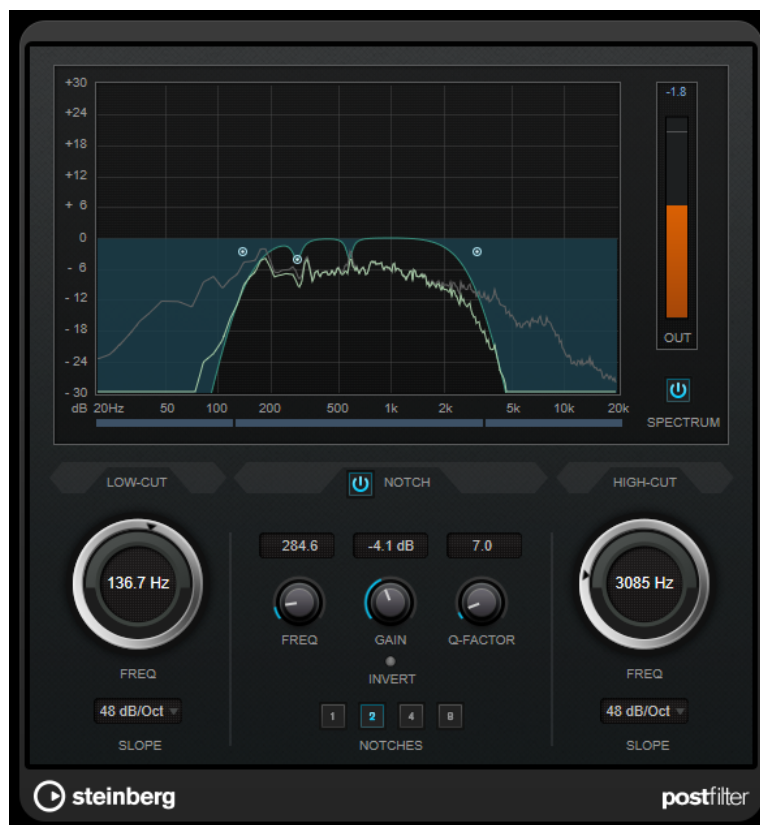 +30
-1.8
+24
+18
+12
+ 6
0
- 6
- 12
- 18
- 24
- 30
OUT
dB 20Hz 50 100 200 500 1k 2k 5k 10k 20k
SPECTRUM
LOW-CUT NOTCH HIGH-CUT
284.6 -4.1 dB 7.0
136.7 Hz 3085 Hz
FREQ GAIN Q-FACTOR
FREQ INVERT FREQ
48 dB/Oct 1 2 4 8 48 dB/Oct
SLOPE NOTCHES SLOPE
steinberg postfilter